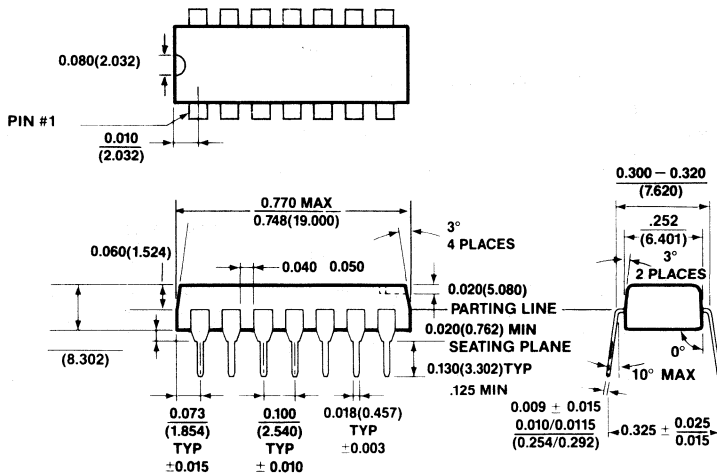 0.080(2.032)
PIN #1
0.010
(2.032)
0.770 MAX
0.748(19.000)
3°
4 PLACES
0.060(1.524)
0.040 0.050
0.020(5.080)
PARTING LINE
0.020(0.762) MIN
SEATING PLANE
(8.302)
0.130(3.302)TYP
.125 MIN
0.073
(1.854)
TYP
±0.015
0.100
(2.540)
TYP
± 0.010
0.018(0.457)
TYP
±0.003
0.300 – 0.320
(7.620)
.252
(6.401)
3°
2 PLACES
0°
10° MAX
0.009 ± 0.015
0.010/0.0115
(0.254/0.292)
0.325 ± 0.025
0.015